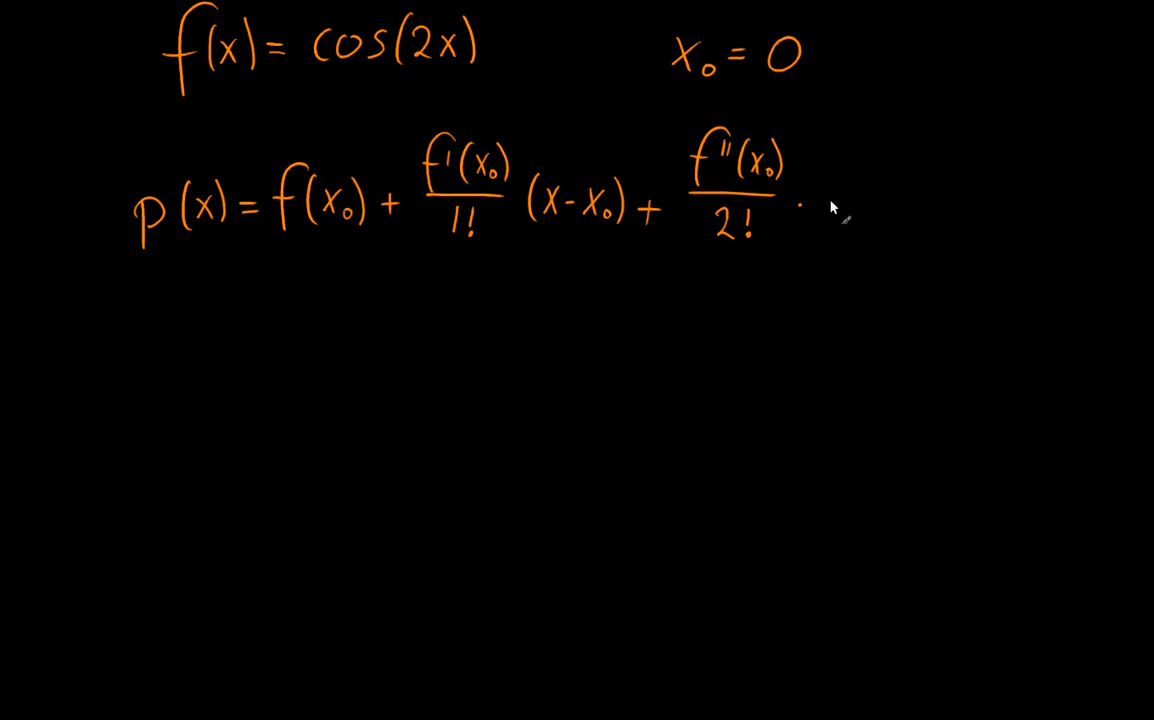 f(x) = cos(2x) x₀ = 0
p(x) = f(x₀) + f'(x₀)/1! (x-x₀) + f''(x₀)/2! ·